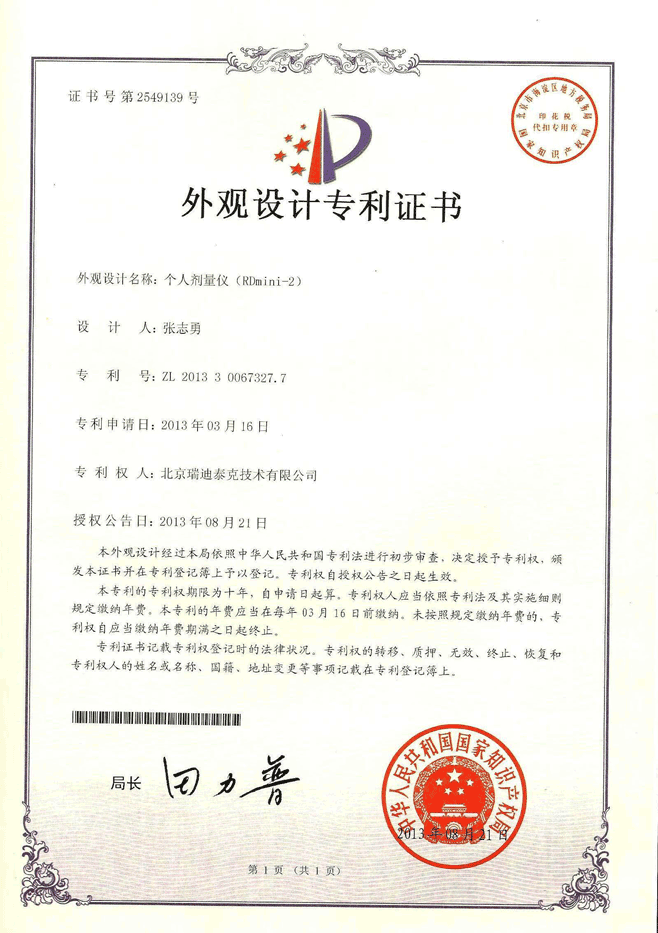 证书号第2549139号
北京市海淀区地方税务局
印花税
代扣专用章
国家知识产权局
外观设计专利证书
外观设计名称：个人剂量仪（RDmini-2）
设计人：张志勇
专利号：ZL 2013 3 0067327.7
专利申请日：2013年03月16日
专利权人：北京瑞迪泰克技术有限公司
授权公告日：2013年08月21日
本外观设计经过本局依照中华人民共和国专利法进行初步审查、决定授予专利权、颁
发本证书并在专利登记簿上予以登记。专利权自授权公告之日起生效。
本专利的专利权期限为十年，自申请日起算。专利权人应当依照专利法及其实施细则
规定缴纳年费。本专利的年费应当在每年03月16日前缴纳。未按照规定缴纳年费的、专
利权自应当缴纳年费期满之日起终止。
专利证书记载专利权登记时的法律状况。专利权的转移、质押、无效、终止、恢复和
专利权人的姓名或名称、国籍、地址变更等事项记载在专利登记簿上。
局长
田力普
中华人民共和国国家知识产权局
2013年08月21日
第1页（共1页）